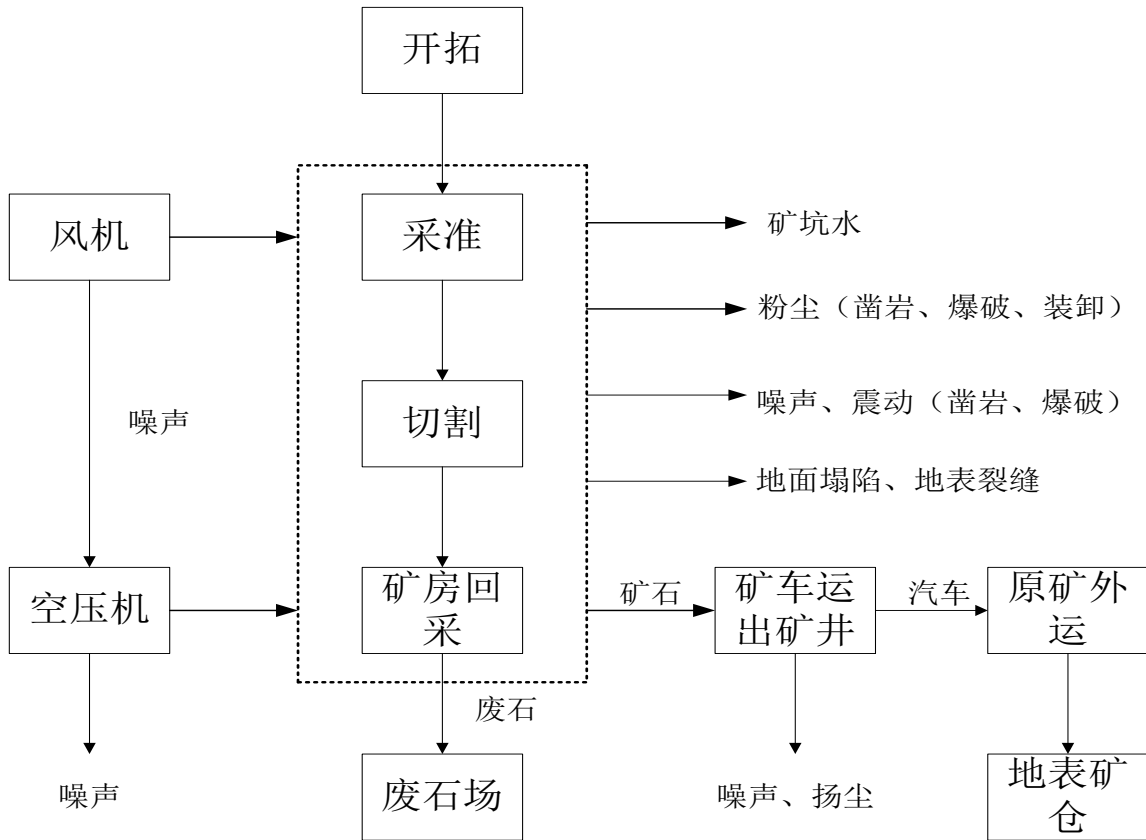 开拓
风机
采准
矿坑水
粉尘（凿岩、爆破、装卸）
噪声、震动（凿岩、爆破）
噪声
切割
地面塌陷、地表裂缝
空压机
矿房回
采
矿石
矿车运
出矿井
汽车
原矿外
运
废石
噪声
废石场
噪声、扬尘
地表矿
仓